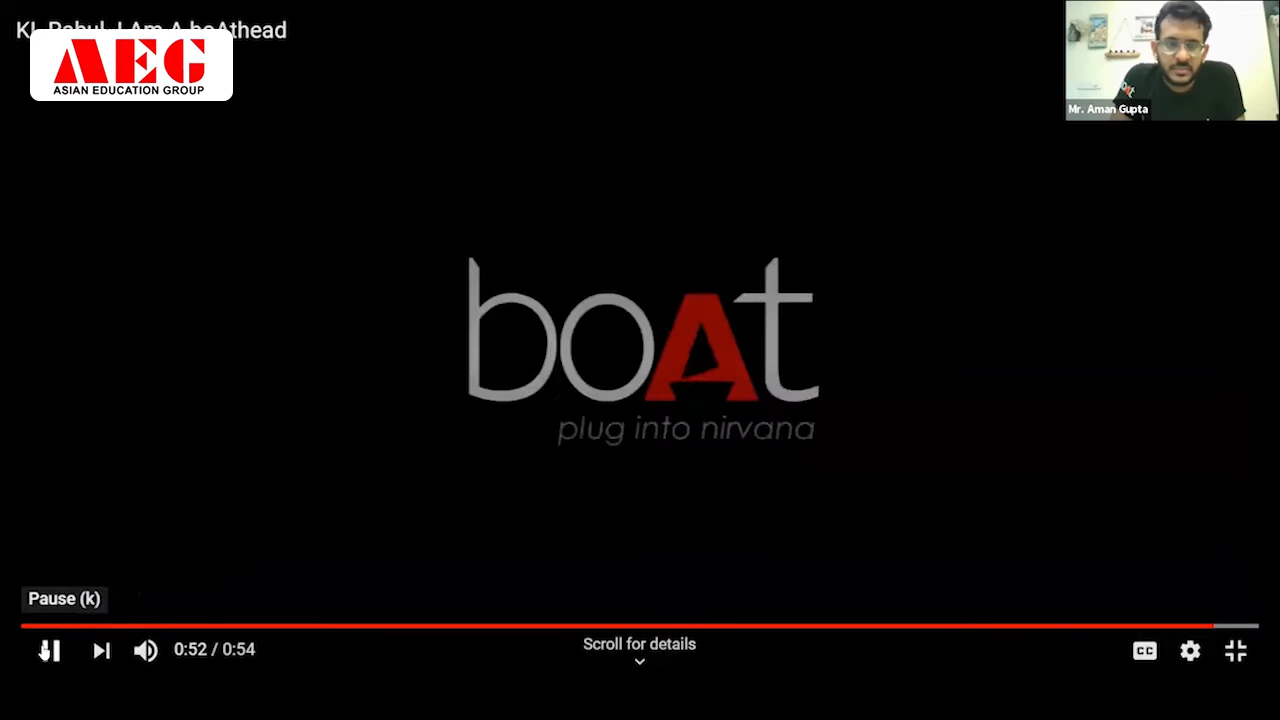 KL Rahul- I Am A boAthead
AEG
ASIAN EDUCATION GROUP
Mr. Aman Gupta
boAt
plug into nirvana
Pause (k)
0:52 / 0:54
Scroll for details
CC